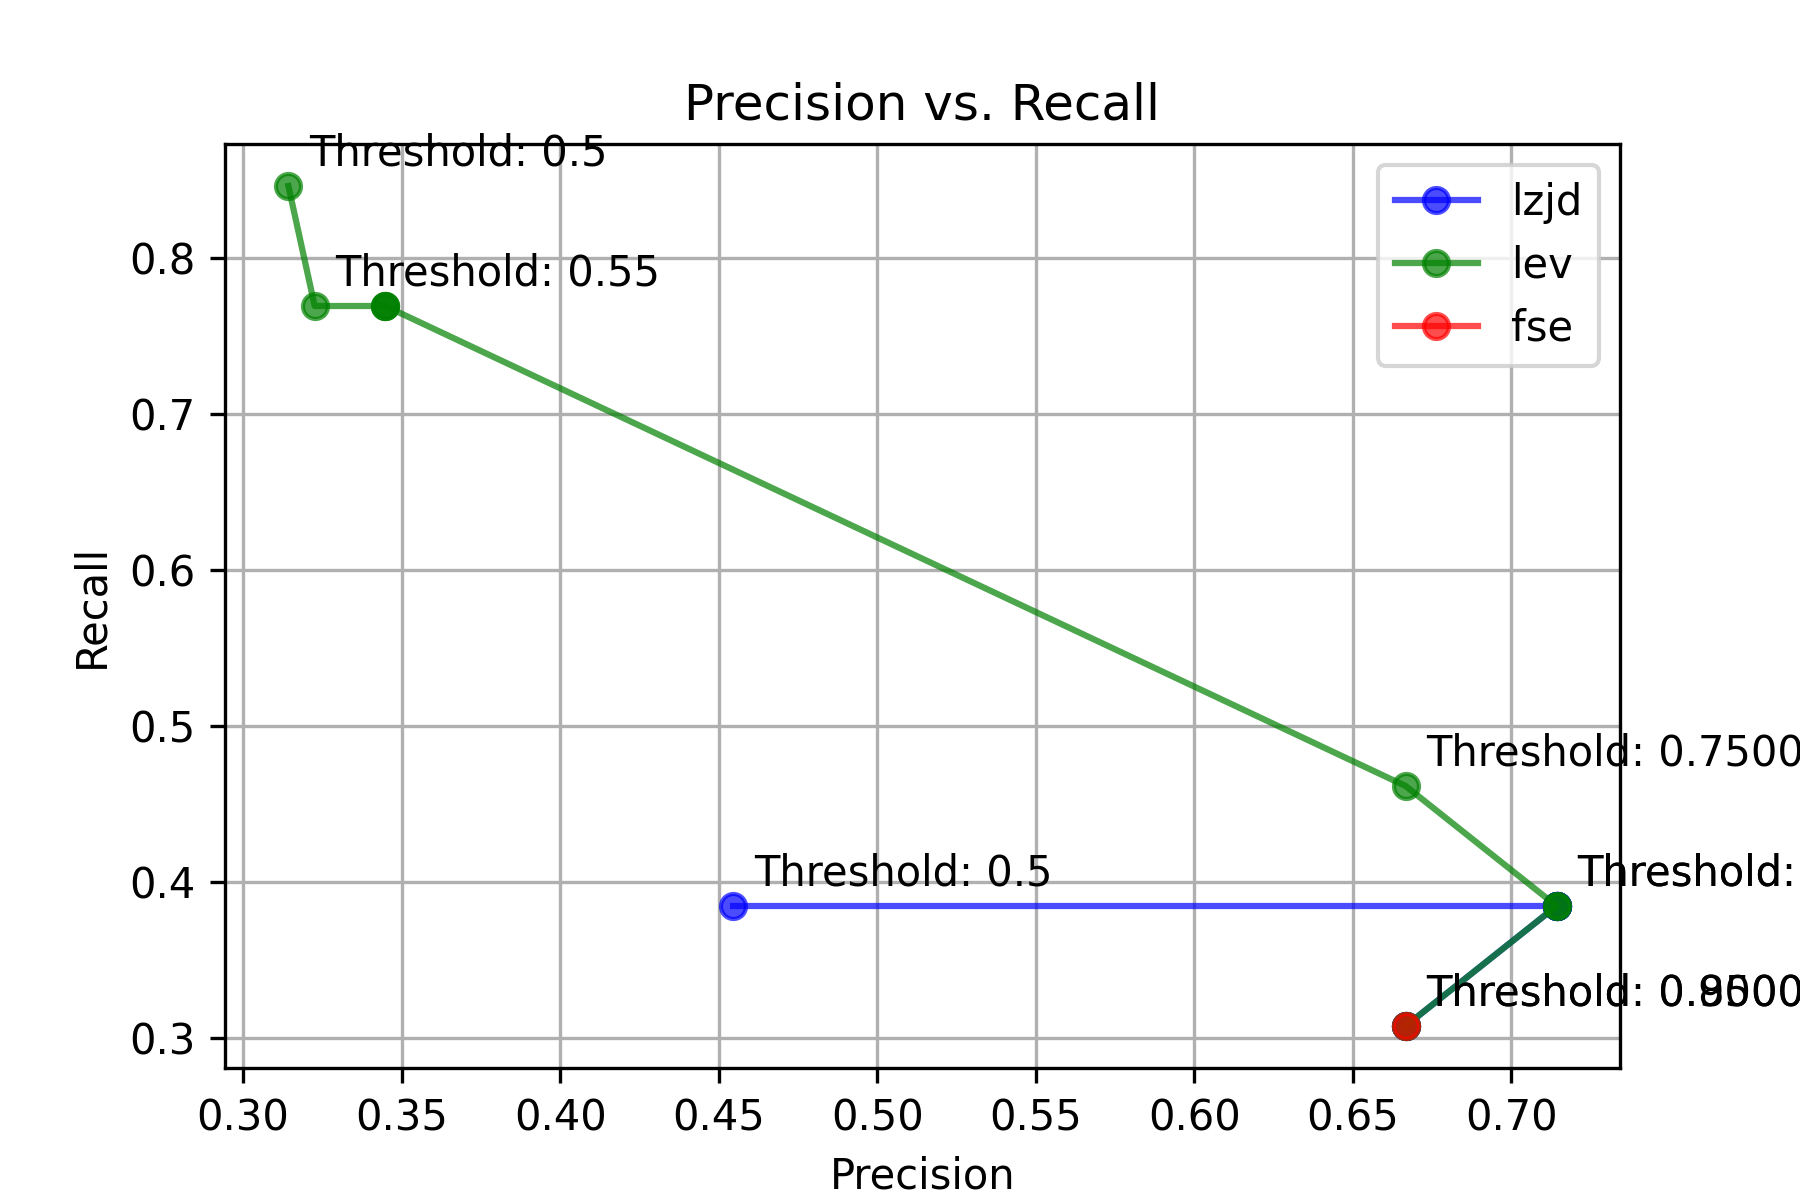 Precision vs. Recall
Threshold: 0.5
lzjd
lev
fse
Threshold: 0.55
0.8
0.7
0.6
0.5
0.4
0.3
Recall
Threshold: 0.7500
Threshold: 0.5
Threshold:
Threshold:
0.30
0.35
0.40
0.45
0.50
0.55
0.60
0.65
0.70
Precision